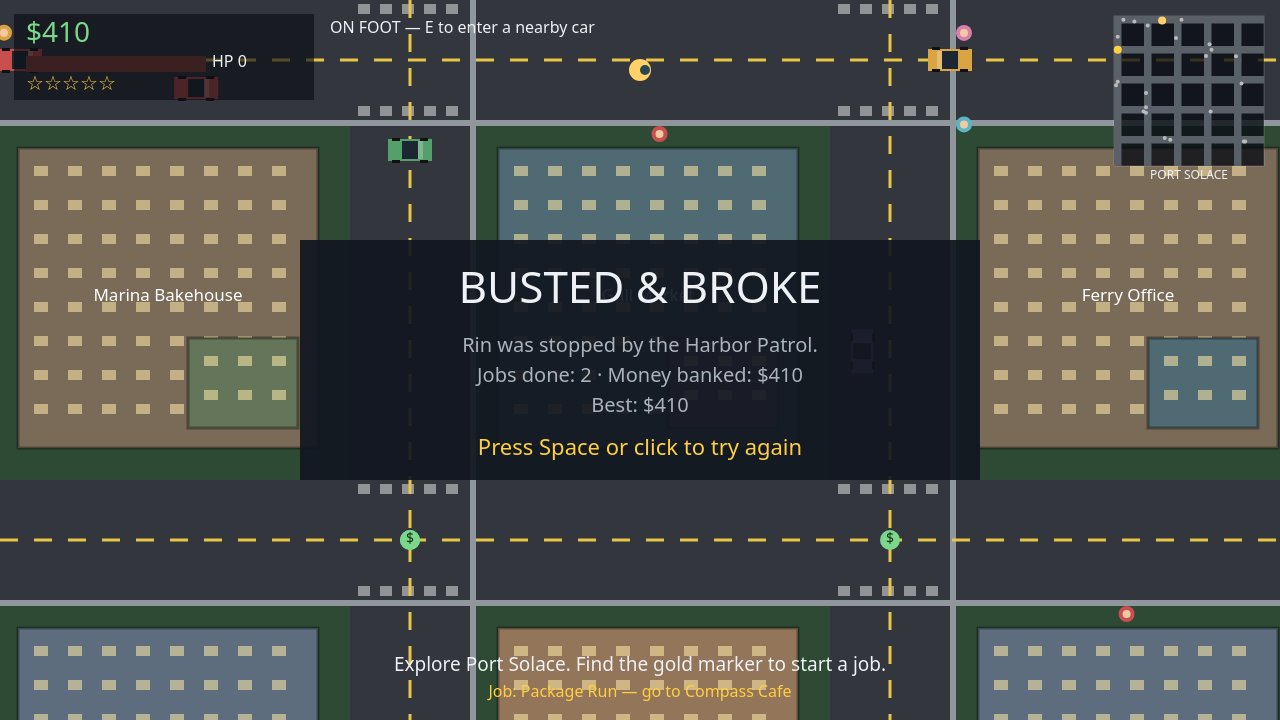 $410
ON FOOT — E to enter a nearby car
HP 0
☆☆☆☆☆
PORT SOLACE
Marina Bakehouse
Ferry Office
BUSTED & BROKE
Rin was stopped by the Harbor Patrol.
Jobs done: 2 · Money banked: $410
Best: $410
Press Space or click to try again
$
$
Explore Port Solace. Find the gold marker to start a job.
Job: Package Run — go to Compass Cafe